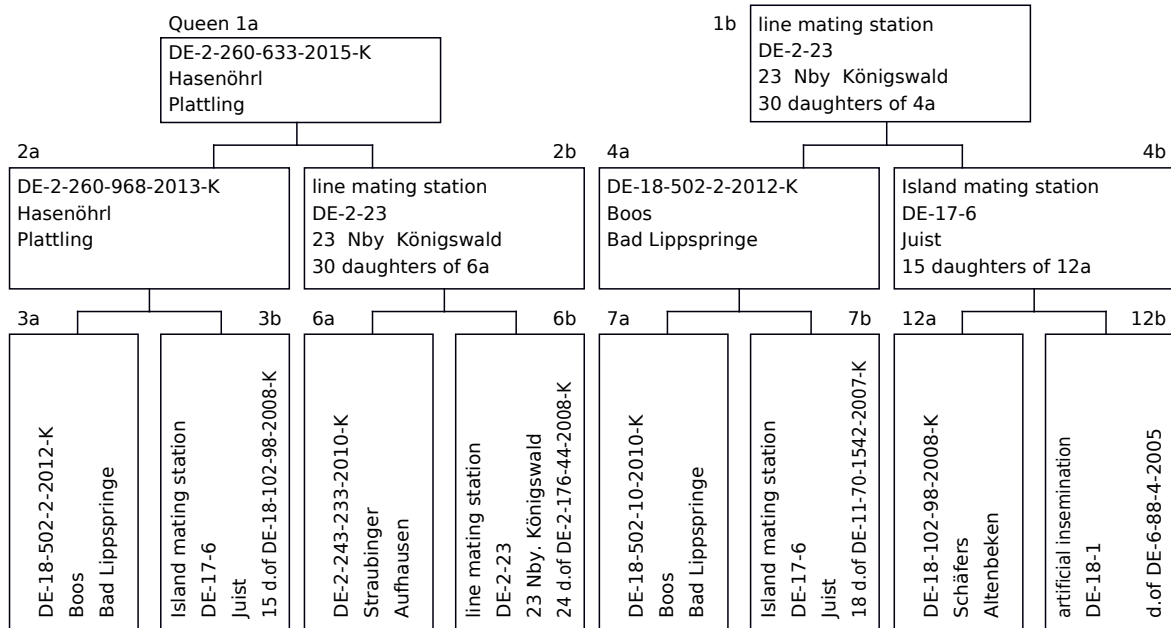 Queen 1a
DE-2-260-633-2015-K
Hasenöhrl
Plattling
1b
line mating station
DE-2-23
23 Nby Königswald
30 daughters of 4a
2a
DE-2-260-968-2013-K
Hasenöhrl
Plattling
2b
line mating station
DE-2-23
23 Nby Königswald
30 daughters of 6a
4a
DE-18-502-2-2012-K
Boos
Bad Lippspringe
4b
Island mating station
DE-17-6
Juist
15 daughters of 12a
3a
DE-18-502-2-2012-K
Boos
Bad Lippspringe
3b
Island mating station
DE-17-6
Juist
15 d.of DE-18-102-98-2008-K
6a
DE-2-243-233-2010-K
Straubinger
Aufhausen
6b
line mating station
DE-2-23
23 Nby. Königswald
24 d.of DE-2-176-44-2008-K
7a
DE-18-502-10-2010-K
Boos
Bad Lippspringe
7b
Island mating station
DE-17-6
Juist
18 d.of DE-11-70-1542-2007-K
12a
DE-18-102-98-2008-K
Schäfers
Altenbeken
12b
artificial insemination
DE-18-1
d.of DE-6-88-4-2005